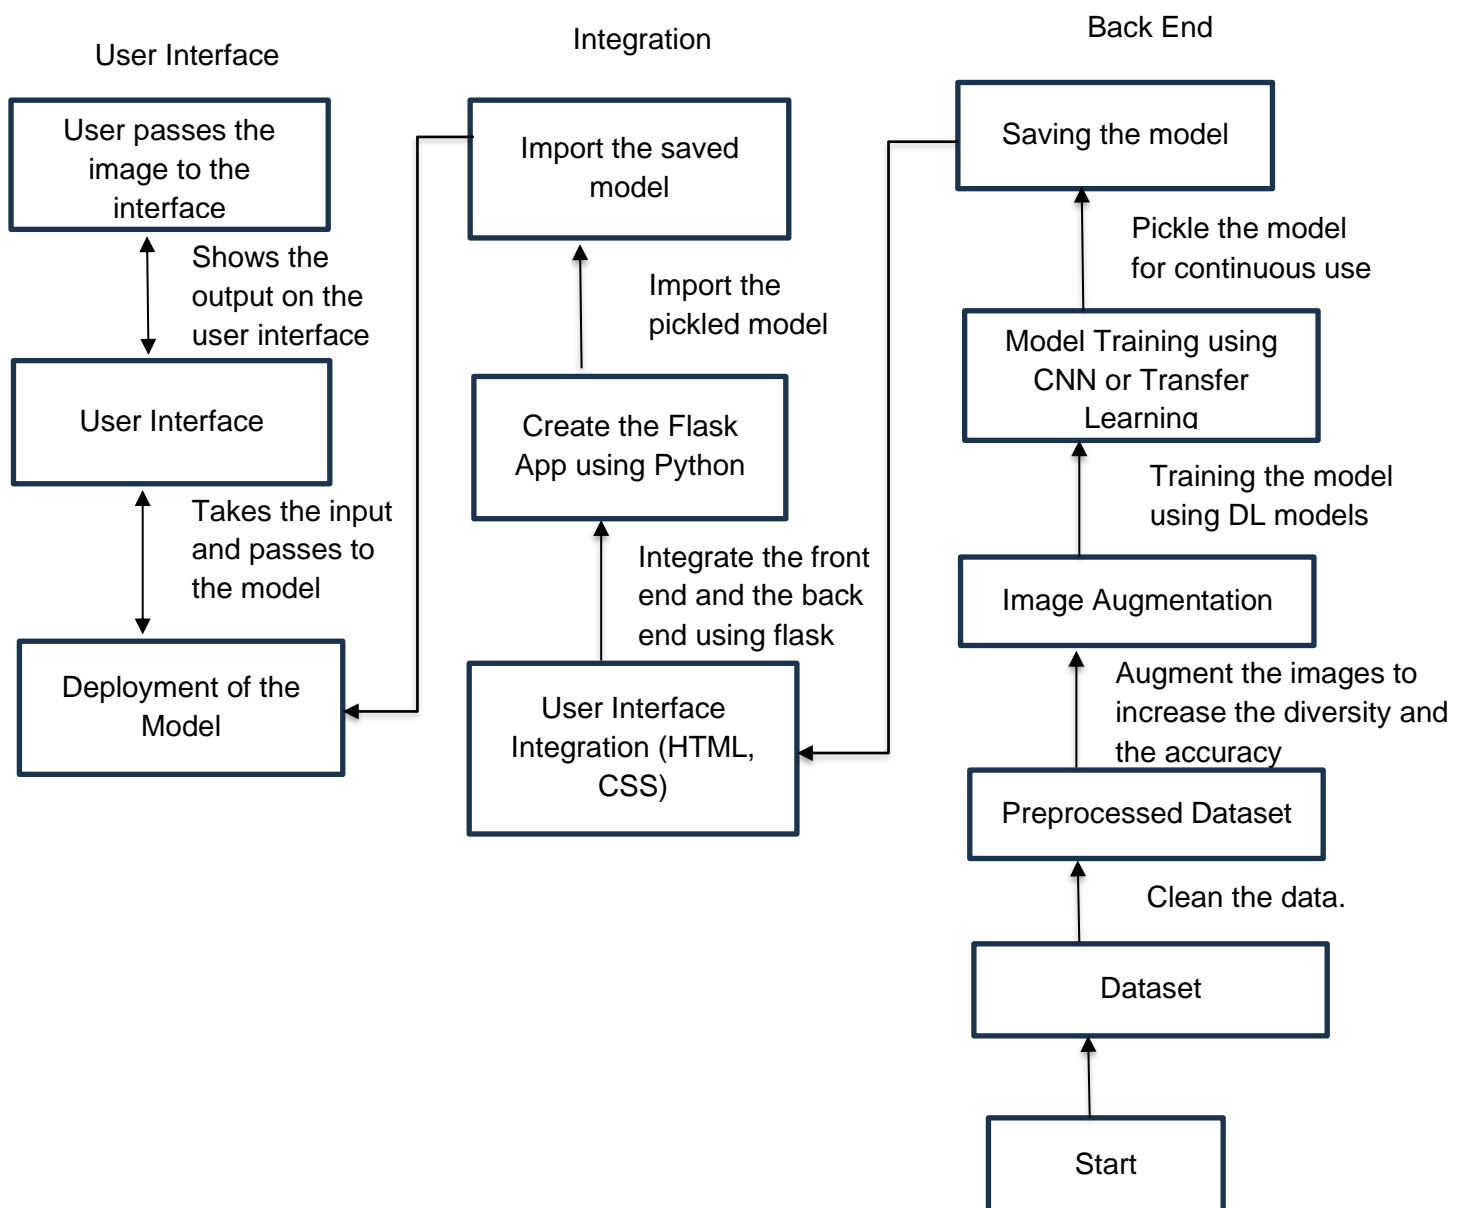 User Interface
User passes the
image to the
interface
Shows the
output on the
user interface
User Interface
Takes the input
and passes to
the model
Deployment of the
Model
Integration
Import the saved
model
Import the
pickled model
Create the Flask
App using Python
Integrate the front
end and the back
end using flask
User Interface
Integration (HTML,
CSS)
Back End
Saving the model
Pickle the model
for continuous use
Model Training using
CNN or Transfer
Learning
Training the model
using DL models
Image Augmentation
Augment the images to
increase the diversity and
the accuracy
Preprocessed Dataset
Clean the data.
Dataset
Start